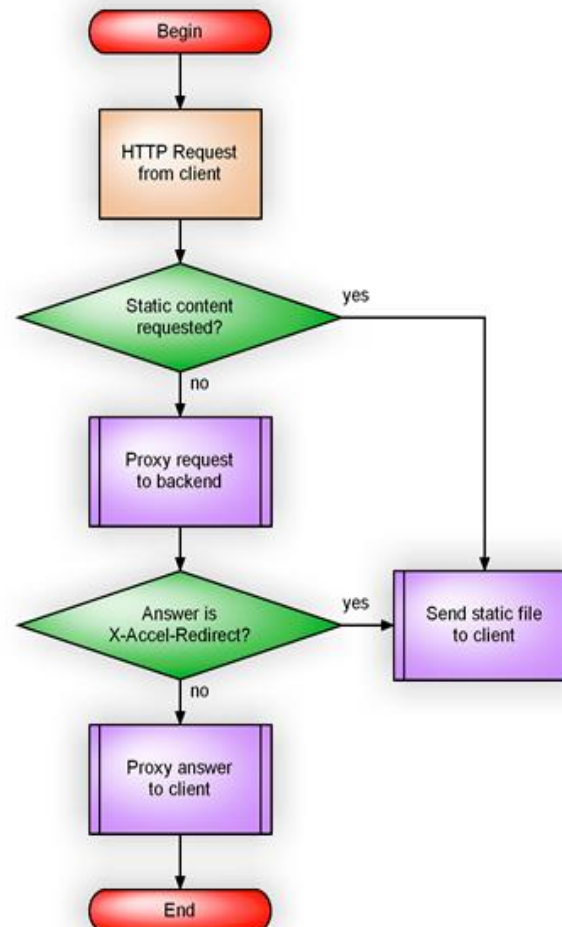 Begin
HTTP Request
from client
Static content
requested?
yes
no
Proxy request
to backend
Answer is
X-Accel-Redirect?
yes
Send static file
to client
no
Proxy answer
to client
End